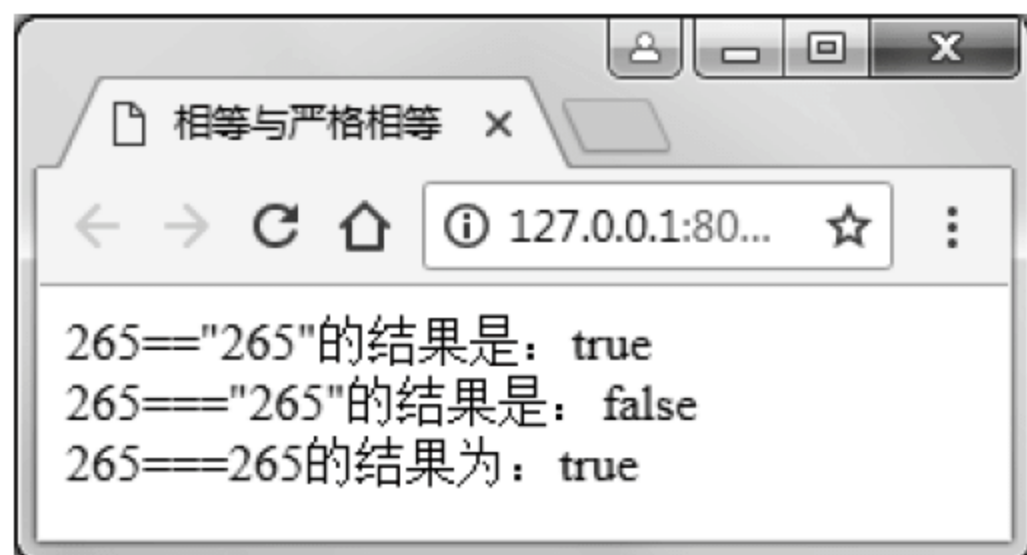 相等与严格相等
127.0.0.1:80...
265=="265"的结果是：true
265==="265"的结果是：false
265===265的结果为：true